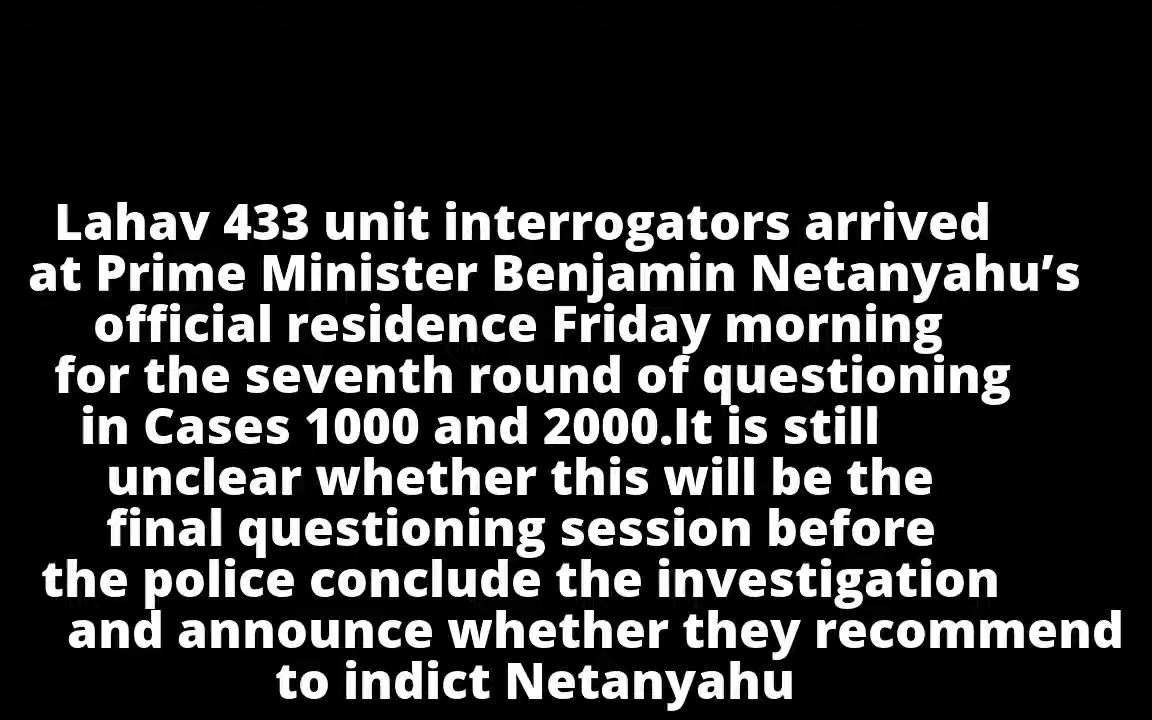 Lahav 433 unit interrogators arrived
at Prime Minister Benjamin Netanyahu’s
official residence Friday morning
for the seventh round of questioning
in Cases 1000 and 2000.It is still
unclear whether this will be the
final questioning session before
the police conclude the investigation
and announce whether they recommend
to indict Netanyahu